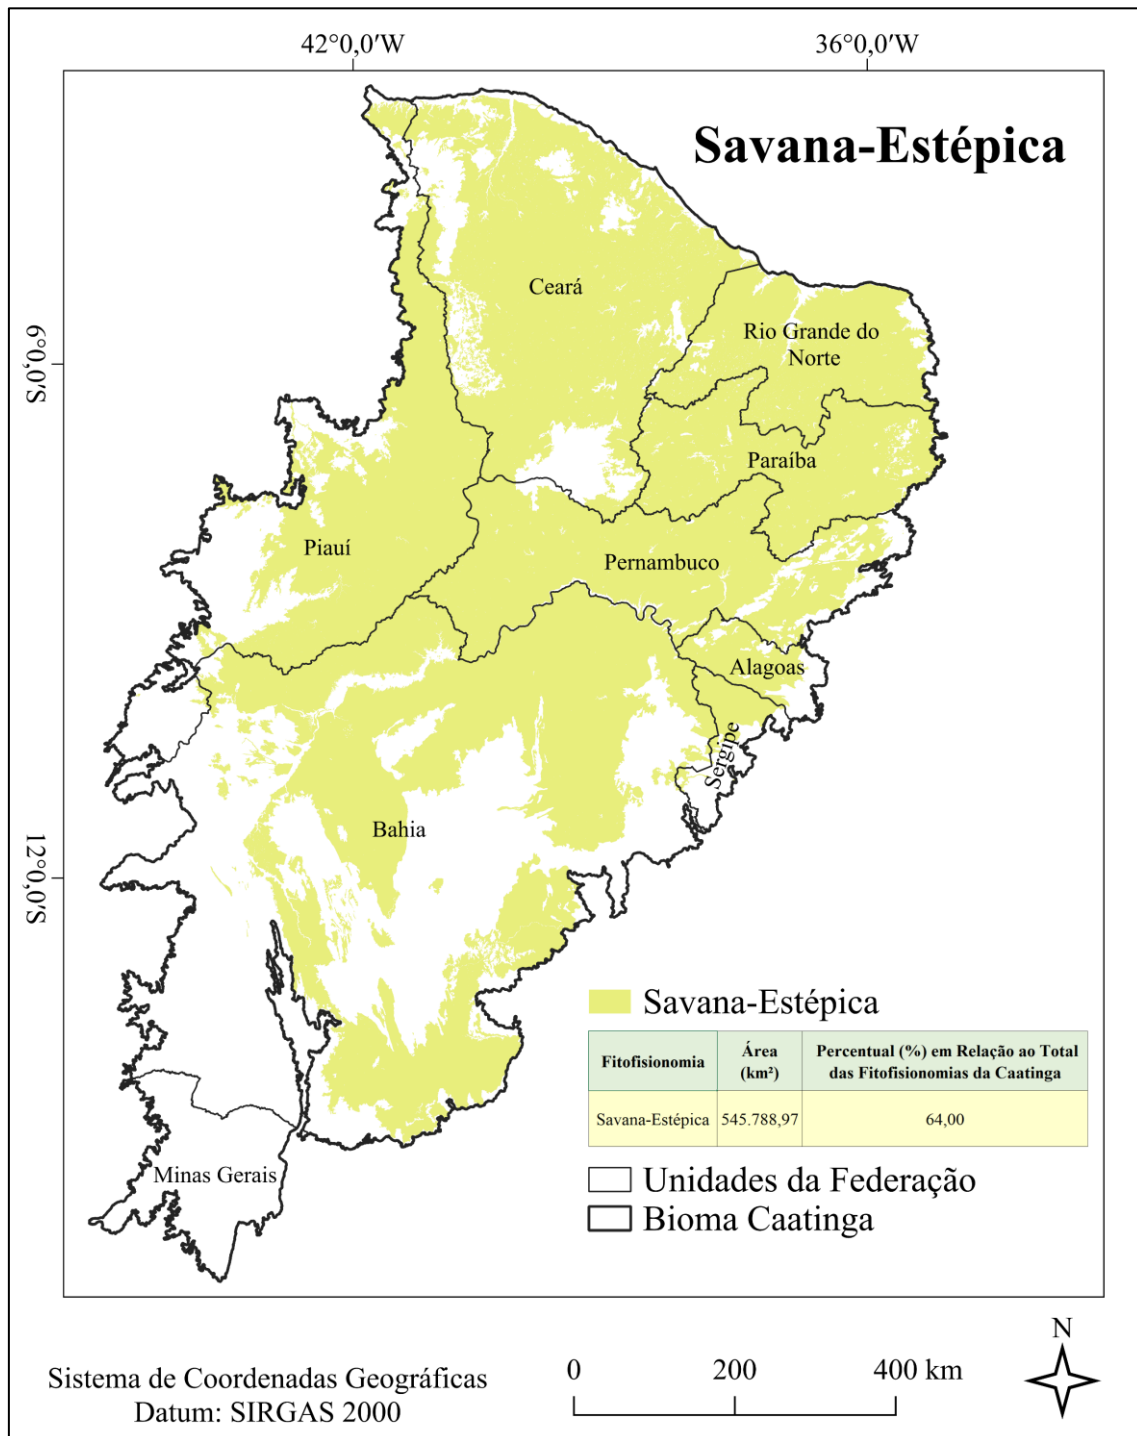 42°0,0′W
36°0,0′W
Savana-Estépica
Ceará
Rio Grande do
Norte
6°0,0′S
Paraíba
Piauí
Pernambuco
Alagoas
Sergipe
Bahia
12°0,0′S
Savana-Estépica
Fitofisionomia
Área
(km²)
Percentual (%) em Relação ao Total
das Fitofisionomias da Caatinga
Savana-Estépica
545.788,97
64,00
Minas Gerais
Unidades da Federação
Bioma Caatinga
Sistema de Coordenadas Geográficas
Datum: SIRGAS 2000
0
200
400 km
N